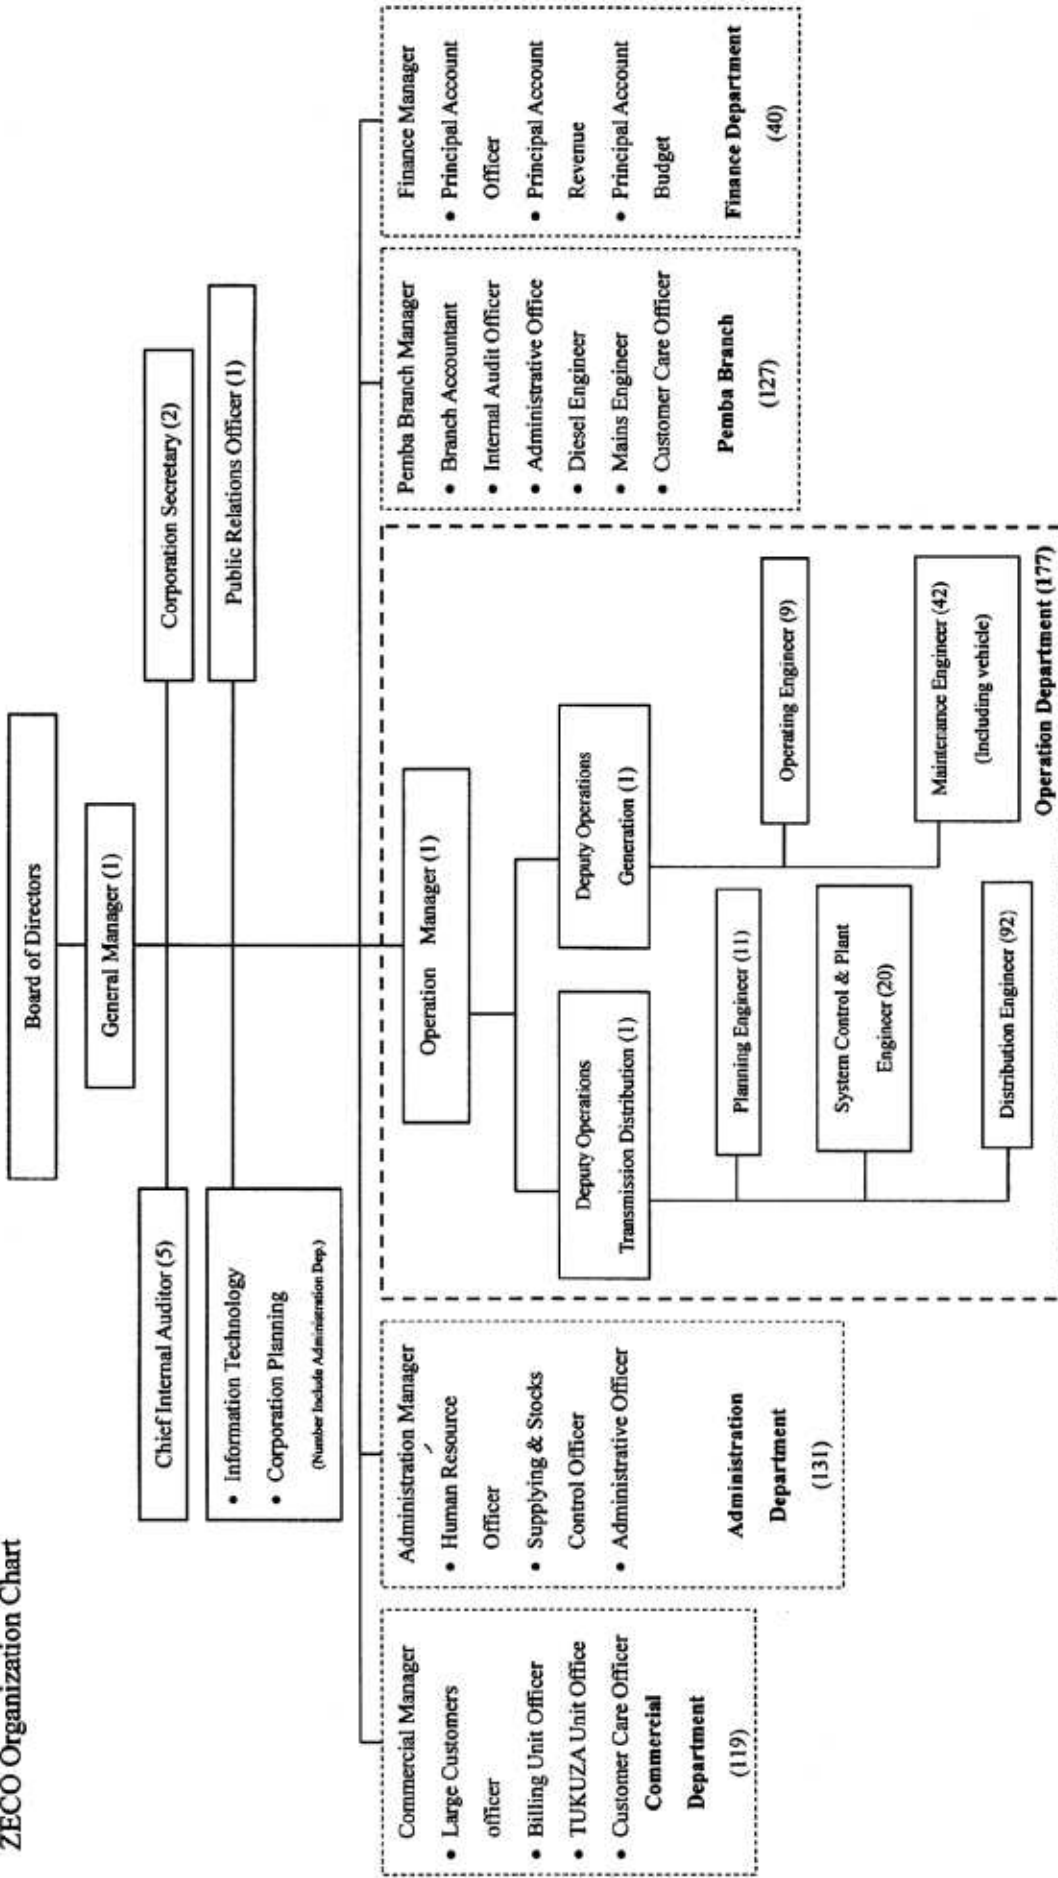 ZECO Organization Chart
Board of Directors
General Manager (1)
Chief Internal Auditor (5)
Corporation Secretary (2)
• Information Technology
• Corporation Planning
(Number Include Administration Dep.)
Public Relations Officer (1)
Commercial Manager
• Large Customers
officer
• Billing Unit Officer
• TUKUZA Unit Office
• Customer Care Officer
Commercial
Department
(119)
Administration Manager
• Human Resource
Officer
• Supplying & Stocks
Control Officer
• Administrative Officer
Administration
Department
(131)
Operation Manager (1)
Deputy Operations
Transmission Distribution (1)
Deputy Operations
Generation (1)
Planning Engineer (11)
System Control & Plant
Engineer (20)
Distribution Engineer (92)
Operating Engineer (9)
Maintenance Engineer (42)
(Including vehicle)
Operation Department (177)
Pemba Branch Manager
• Branch Accountant
• Internal Audit Officer
• Administrative Office
• Diesel Engineer
• Mains Engineer
• Customer Care Officer
Pemba Branch
(127)
Finance Manager
• Principal Account
Officer
• Principal Account
Revenue
• Principal Account
Budget
Finance Department
(40)